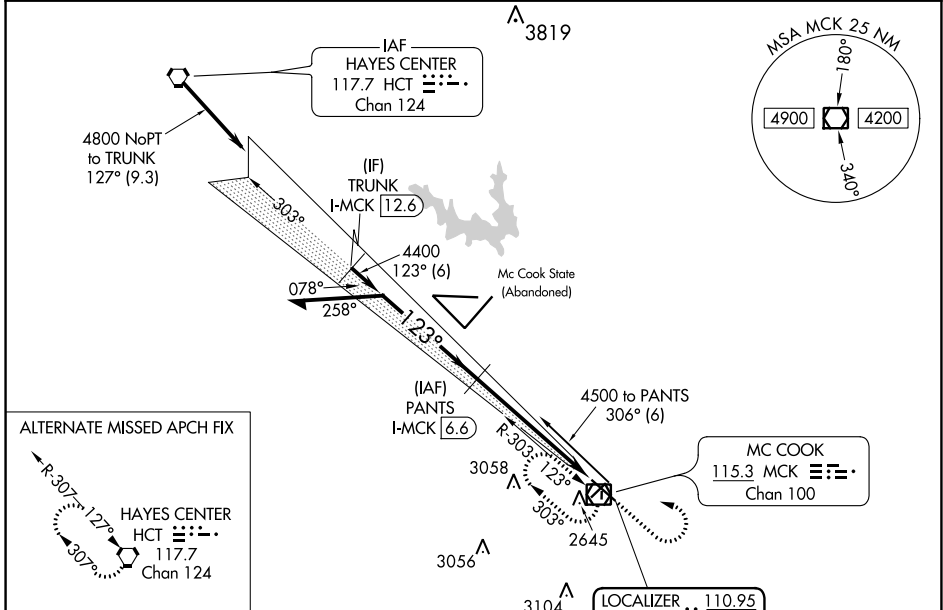 3819
MSA MCK 25 NM
180°
4900
4200
340°
IAF
HAYES CENTER
117.7 HCT
Chan 124
4800 NoPT
to TRUNK
127° (9.3)
303°
(IF)
TRUNK
I-MCK 12.6
4400
123° (6)
Mc Cook State
(Abandoned)
078°
258°
123°
(IAF)
PANTS
I-MCK 6.6
4500 to PANTS
306° (6)
R-303
123°
303°
3058
2645
MC COOK
115.3 MCK
Chan 100
3056
3104
LOCALIZER 110.95
ALTERNATE MISSED APCH FIX
R-307
127°
307°
HAYES CENTER
HCT
117.7
Chan 124